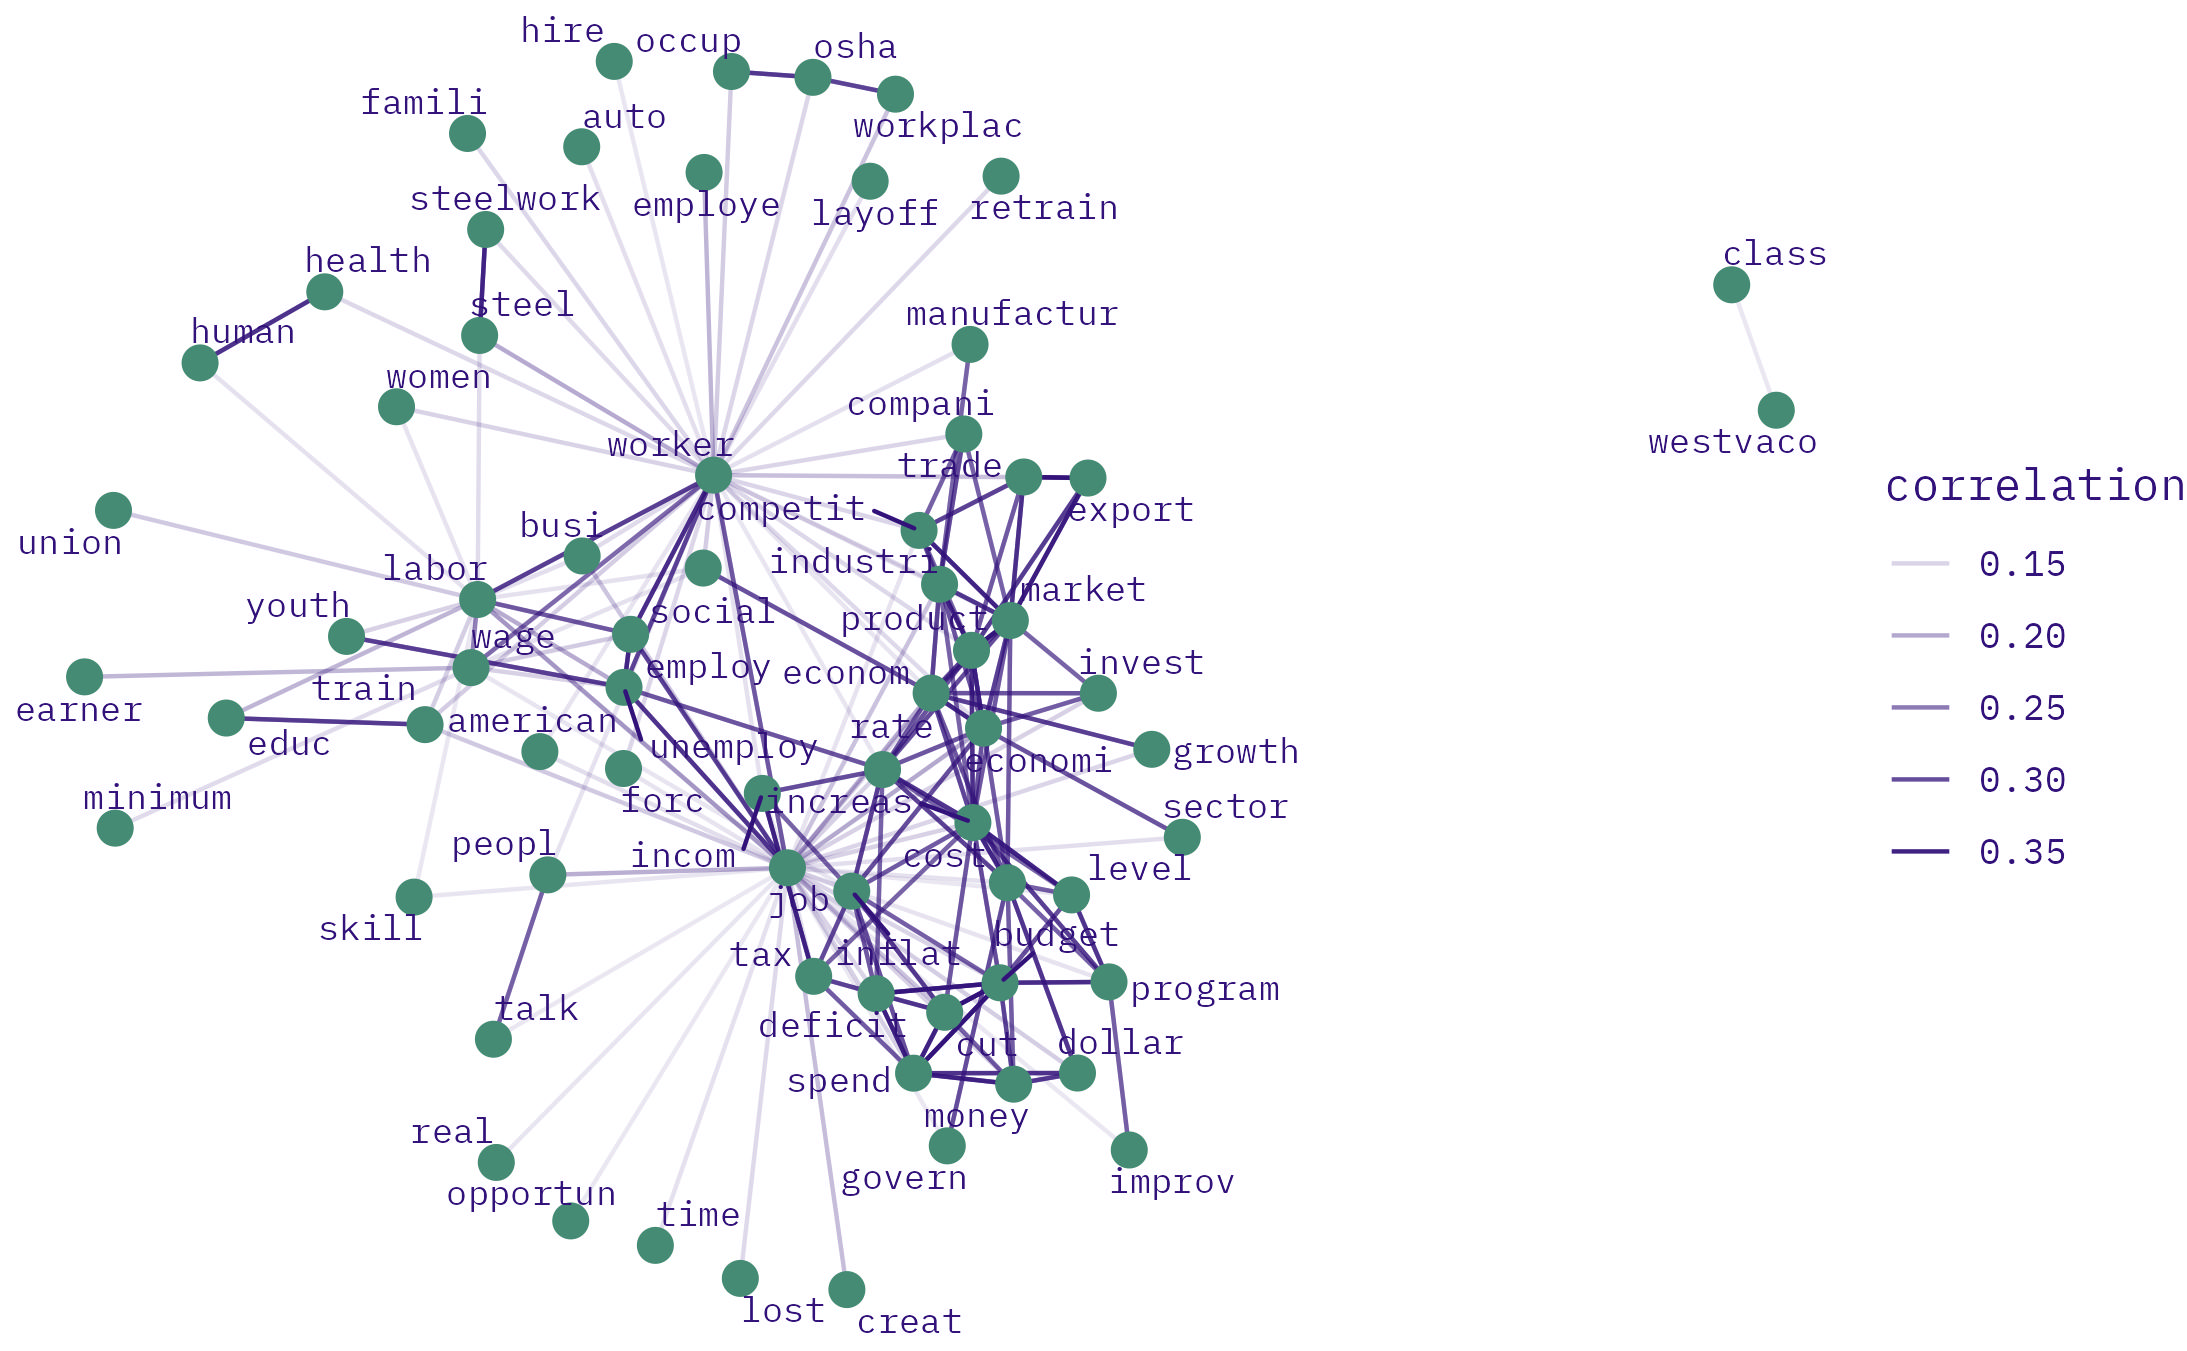 hire
occup
osha
famili
auto
workplac
steelwork
employe
layoff
retrain
health
class
steel
manufactur
human
women
compani
worker
westvaco
trade
correlation
competit
export
busi
union
industri
0.15
labor
market
youth
social
product
wage
0.20
employ
econom
invest
train
earner
0.25
american
rate
educ
unemploy
growth
economi
0.30
minimum
forc
increas
sector
peopl
incom
cost
0.35
level
job
skill
budget
tax
inflat
program
talk
deficit
cut
dollar
spend
money
real
govern
improv
opportun
time
lost
creat